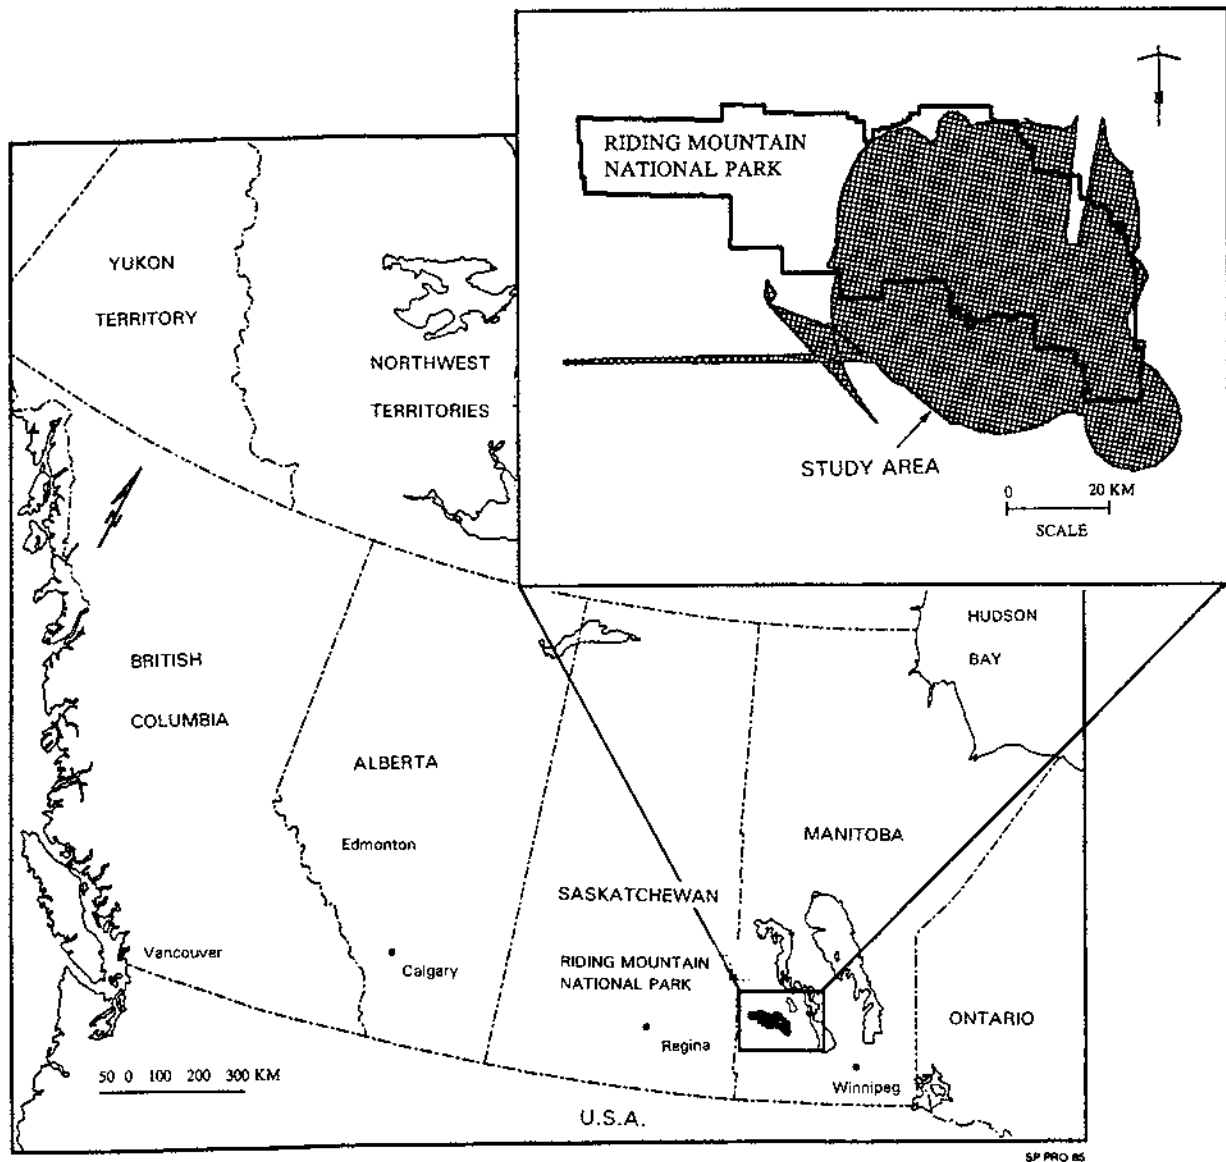 RIDING MOUNTAIN
NATIONAL PARK
STUDY AREA
0 20 KM
SCALE
YUKON
TERRITORY
NORTHWEST
TERRITORIES
N
HUDSON
BAY
BRITISH
COLUMBIA
ALBERTA
MANITOBA
Edmonton
SASKATCHEWAN
Vancouver
Calgary
RIDING MOUNTAIN
NATIONAL PARK
ONTARIO
Regina
Winnipeg
50 0 100 200 300 KM
U.S.A.
SP PRO 85